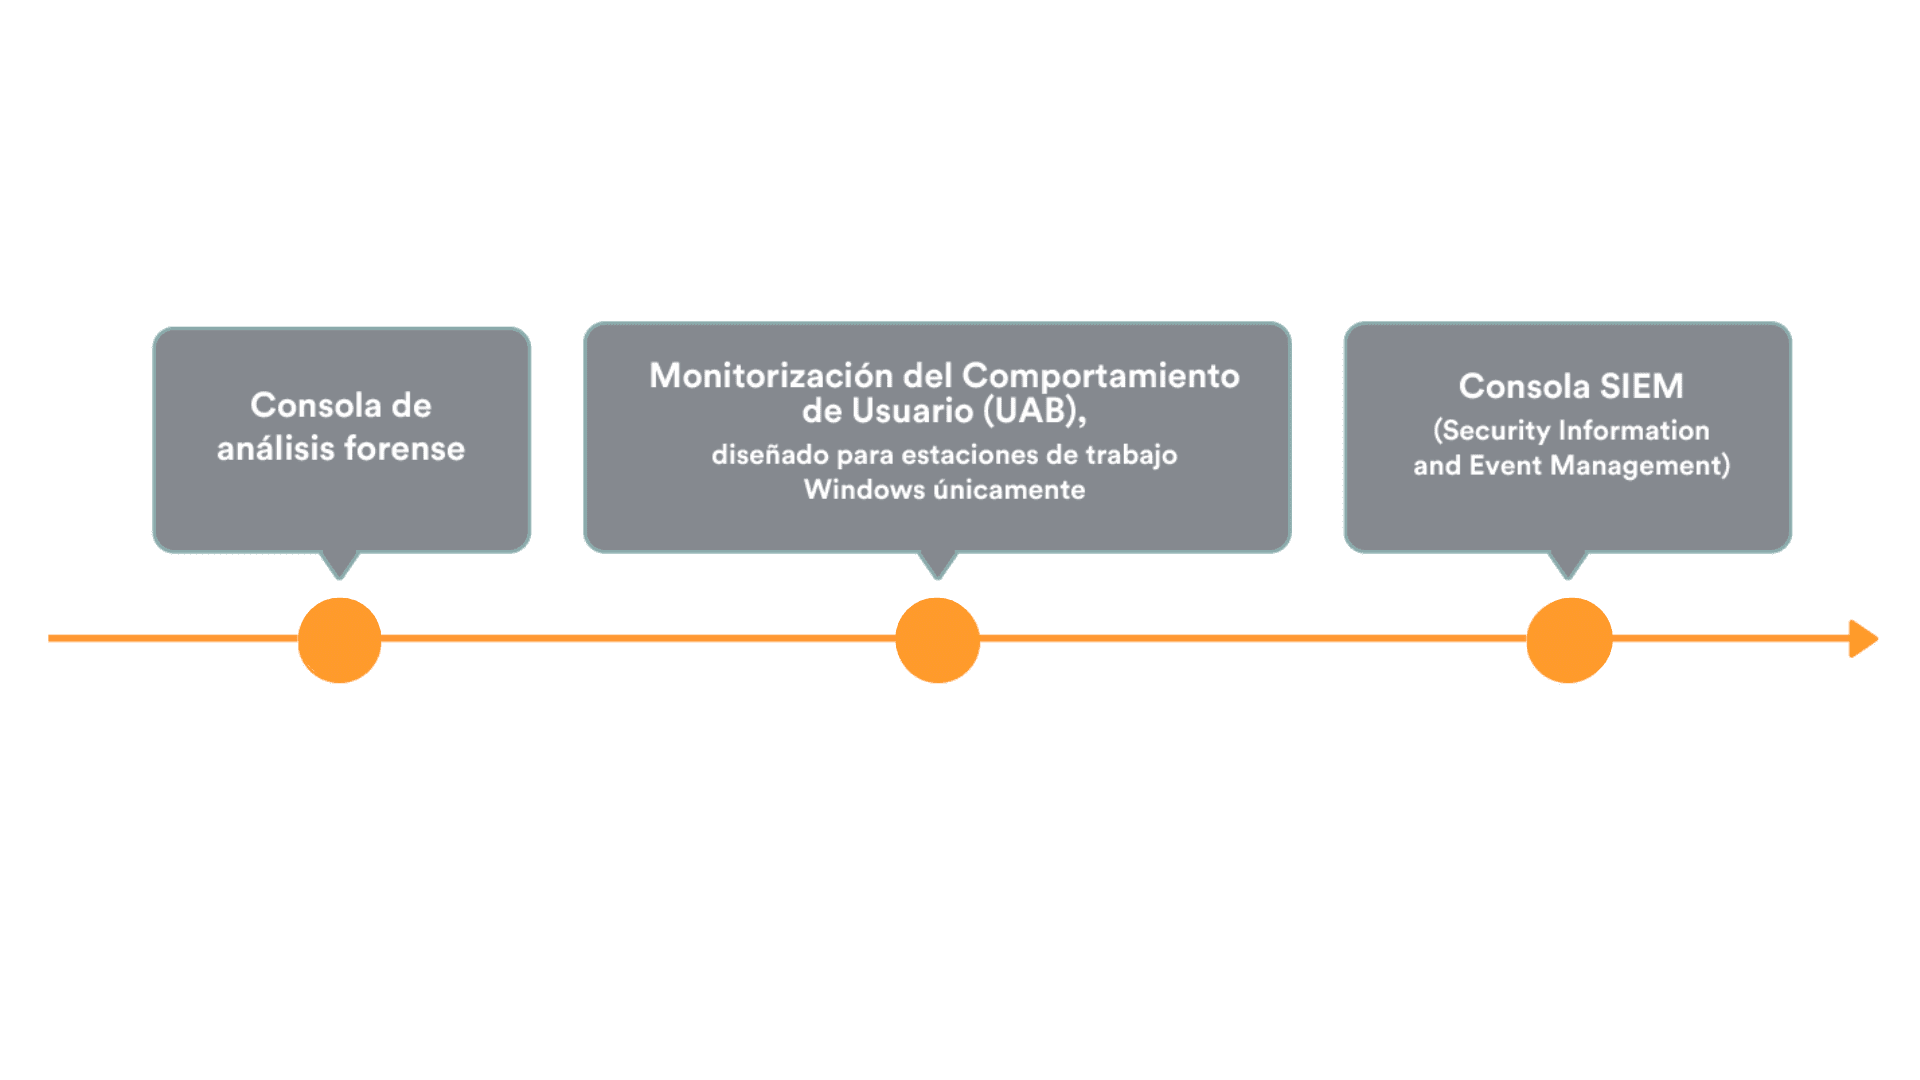 Consola de
análisis forense
Monitorización del Comportamiento
de Usuario (UAB),
diseñado para estaciones de trabajo
Windows únicamente
Consola SIEM
(Security Information
and Event Management)